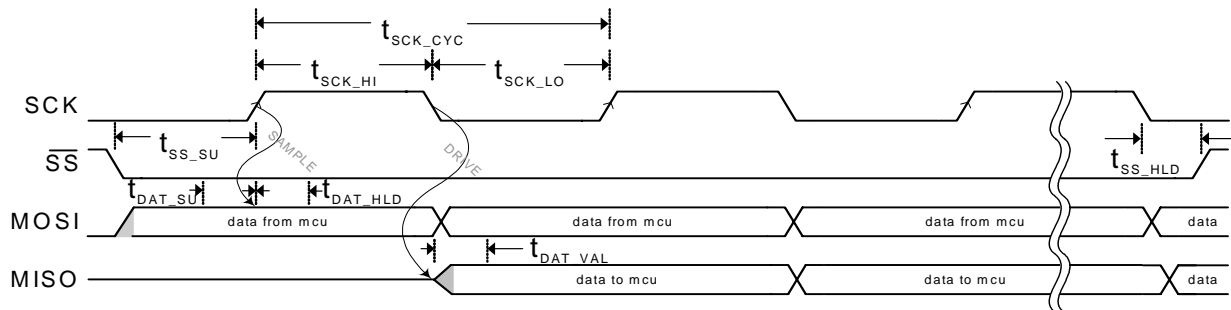 tSCK_CYC
tSCK_HI
tSCK_LO
SCK
tSS_SU
SAMPLE
DRIVE
tSS_HLD
SS
tDAT_SU
tDAT_HLD
MOSI
data from mcu
data from mcu
data from mcu
data
tDAT_VAL
MISO
data to mcu
data to mcu
data